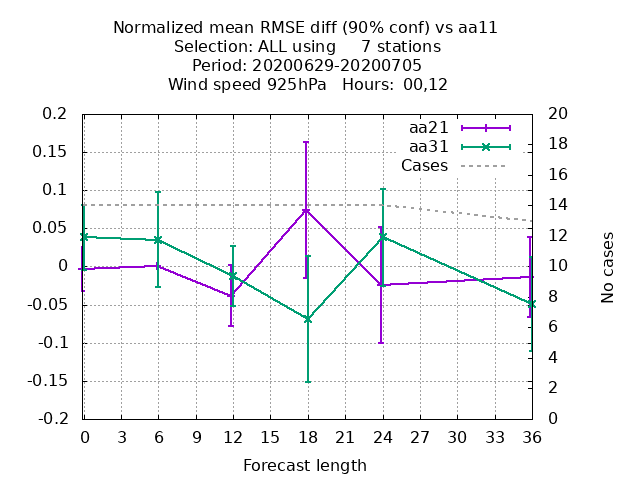 Normalized mean RMSE diff (90% conf) vs aa11
Selection: ALL using     7 stations
Period: 20200629-20200705
Wind speed 925hPa   Hours:  00,12
aa21
aa31
Cases
0.2
0.15
0.1
0.05
0
-0.05
-0.1
-0.15
-0.2
20
18
16
14
12
10
8
6
4
2
0
No cases
0 3 6 9 12 15 18 21 24 27 30 33 36
Forecast length